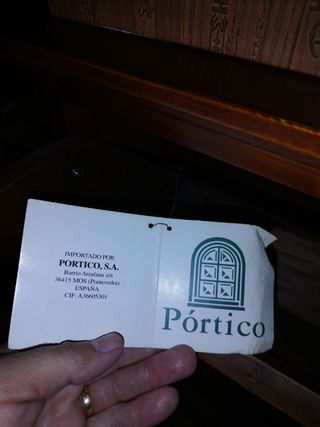 IMPORTADO POR
PORTICO, S.A.
Barrio Arrufana s/n
36415 MOS (Pontevedra)
ESPAÑA
CIF: A36605301
Pórtico